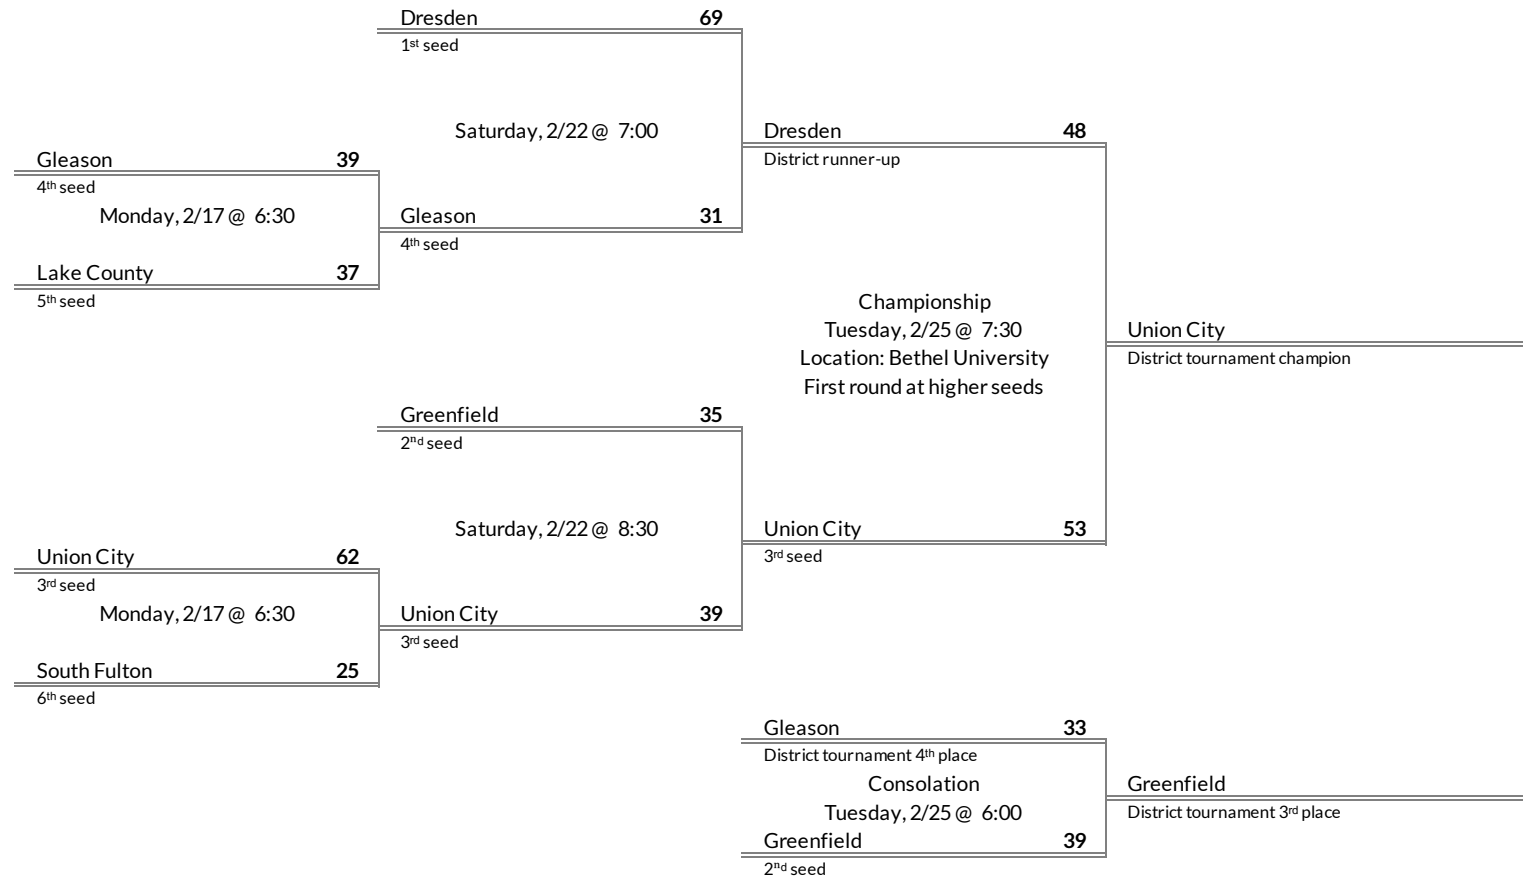 Dresden 69
1st seed
Saturday, 2/22 @ 7:00
Dresden 48
District runner-up
Gleason 39
4th seed
Monday, 2/17 @ 6:30
Gleason 31
4th seed
Lake County 37
5th seed
Championship
Tuesday, 2/25 @ 7:30
Location: Bethel University
First round at higher seeds
Union City
District tournament champion
Greenfield 35
2nd seed
Saturday, 2/22 @ 8:30
Union City 53
3rd seed
Union City 62
3rd seed
Monday, 2/17 @ 6:30
Union City 39
3rd seed
South Fulton 25
6th seed
Gleason 33
District tournament 4th place
Consolation
Tuesday, 2/25 @ 6:00
Greenfield
District tournament 3rd place
Greenfield 39
2nd seed